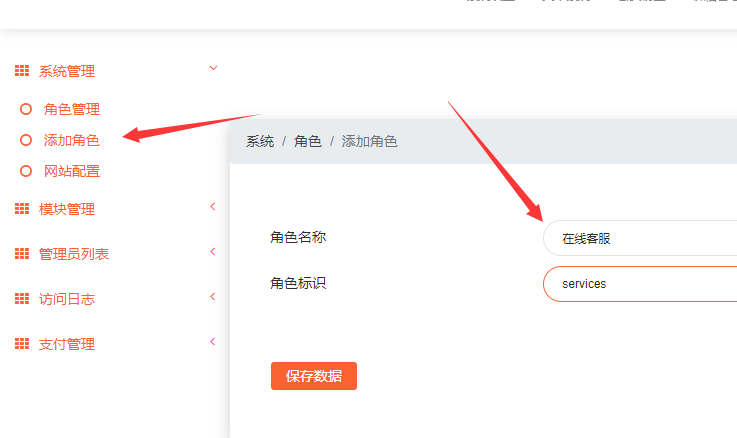 系统管理
角色管理
添加角色
网站配置
模块管理
管理员列表
访问日志
支付管理
系统 / 角色 / 添加角色
角色名称 在线客服
角色标识 services
保存数据